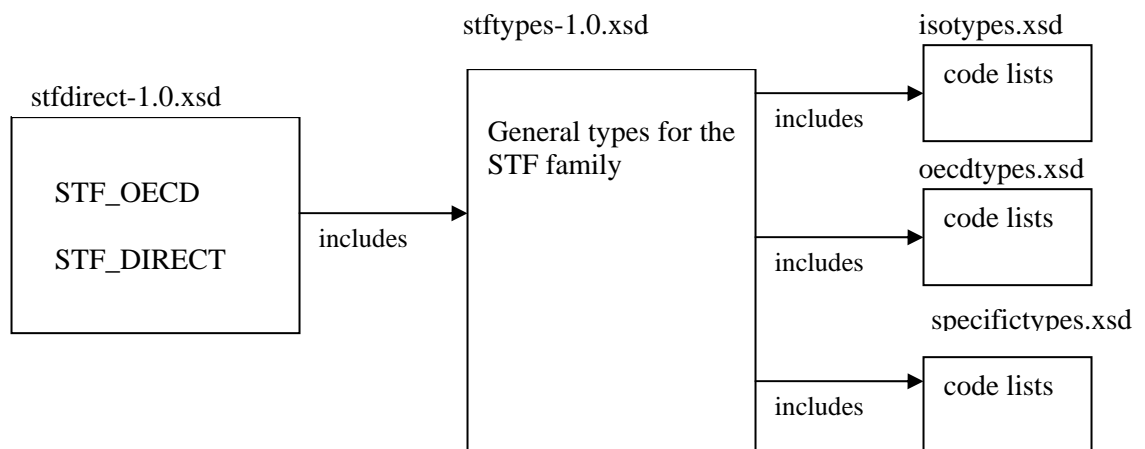 stfdirect-1.0.xsd
STF_OECD
STF_DIRECT
includes
stftypes-1.0.xsd
General types for the
STF family
includes
isotypes.xsd
code lists
includes
oecdtypes.xsd
code lists
includes
specifictypes.xsd
code lists